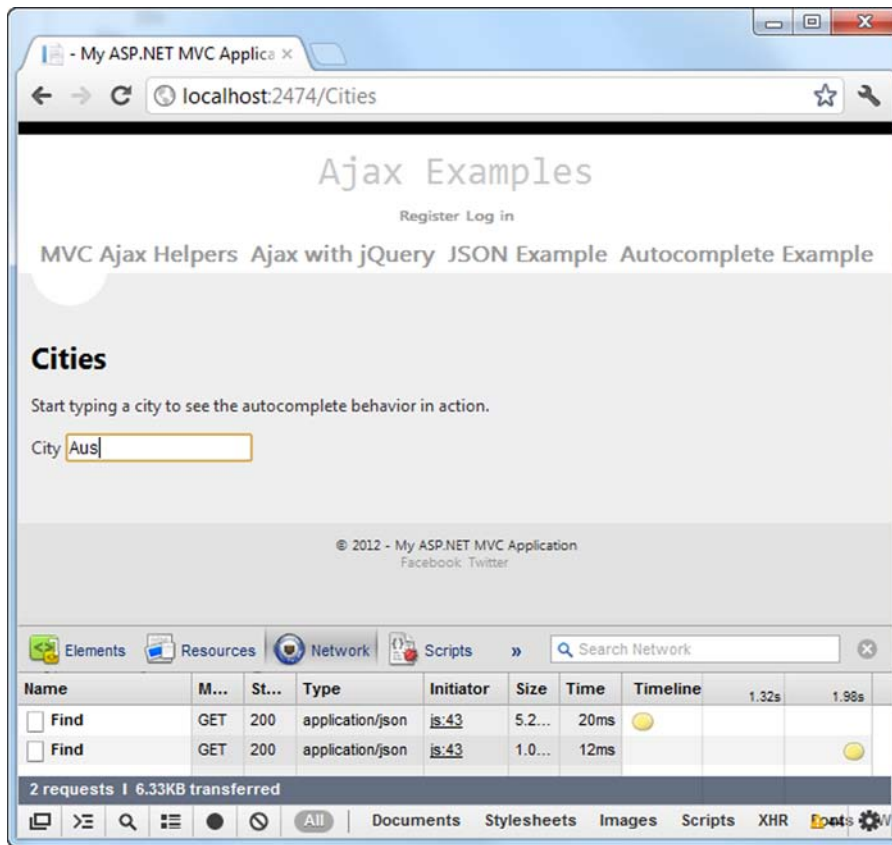 - My ASP.NET MVC Applica
localhost:2474/Cities
Ajax Examples
Register Log in
MVC Ajax Helpers Ajax with jQuery JSON Example Autocomplete Example
Cities
Start typing a city to see the autocomplete behavior in action.
City Aus
© 2012 - My ASP.NET MVC Application
Facebook Twitter
Elements Resources Network Scripts » Search Network
Name M... St... Type Initiator Size Time Timeline 1.32s 1.98s
Find GET 200 application/json js:43 5.2... 20ms
Find GET 200 application/json js:43 1.0... 12ms
2 requests | 6.33KB transferred
All Documents Stylesheets Images Scripts XHR Fonts W